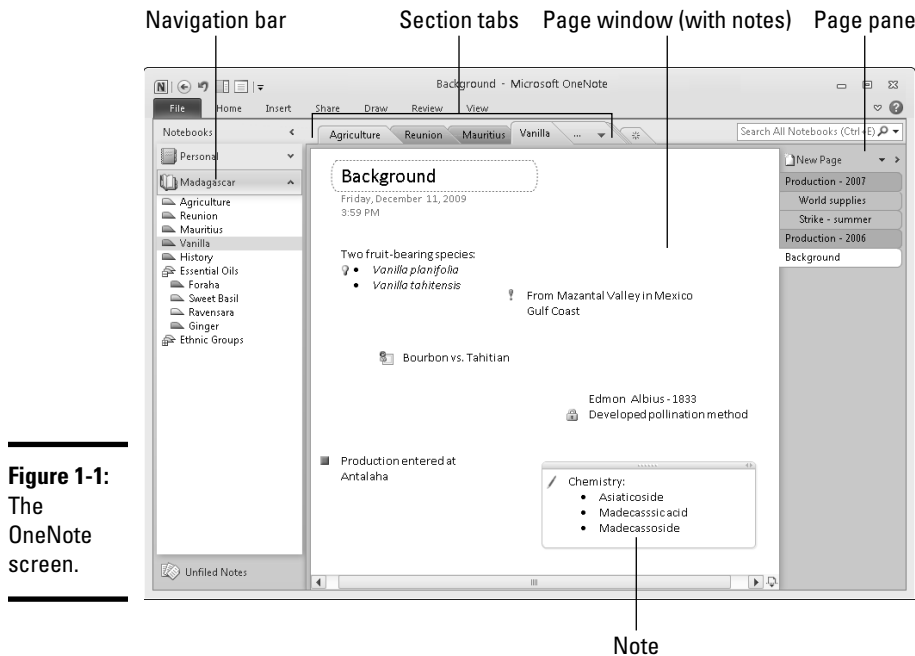 Navigation bar
Section tabs
Page window (with notes)
Page pane
Background - Microsoft OneNote
File Home Insert Share Draw Review View
Notebooks
Agriculture Reunion Mauritius Vanilla ...
Search All Notebooks (Ctrl+E)
Personal
Madagascar
Agriculture
Reunion
Mauritius
Vanilla
History
Essential Oils
Foraha
Sweet Basil
Ravensara
Ginger
Ethnic Groups
Unfiled Notes
Background
Friday, December 11, 2009
3:59 PM
Two fruit-bearing species:
• Vanilla planifolia
• Vanilla tahitensis
From Mazantal Valley in Mexico
Gulf Coast
Bourbon vs. Tahitian
Edmon Albius - 1833
Developed pollination method
Production entered at
Antalaha
Chemistry:
• Asiaticoside
• Madecasssic acid
• Madecassoside
New Page
Production - 2007
World supplies
Strike - summer
Production - 2006
Background
Note
Figure 1-1:
The
OneNote
screen.